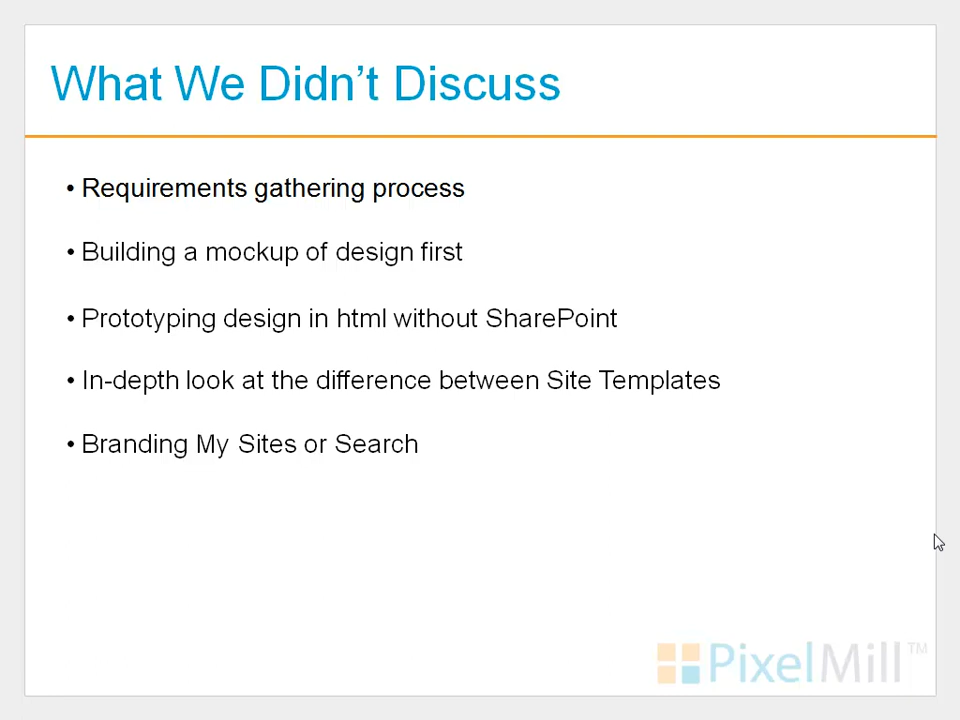 What We Didn’t Discuss
• Requirements gathering process
• Building a mockup of design first
• Prototyping design in html without SharePoint
• In-depth look at the difference between Site Templates
• Branding My Sites or Search
PixelMill™